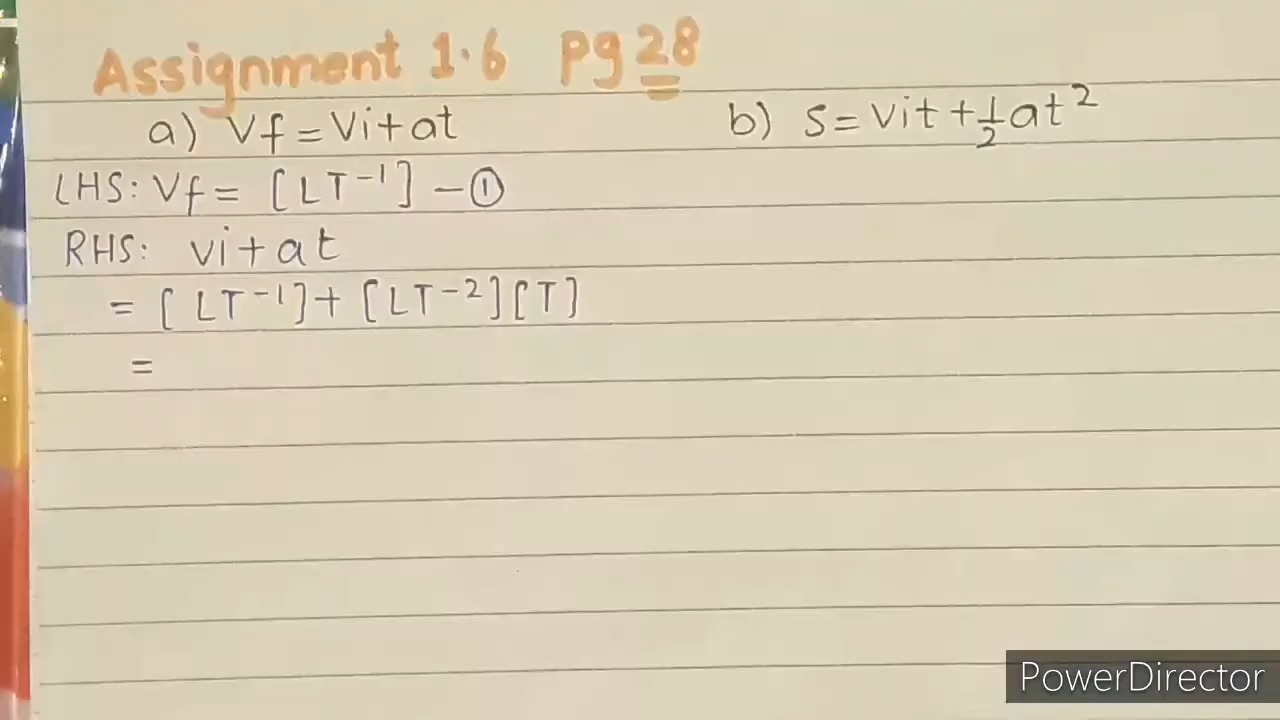 Assignment 1.6 pg 28
a) Vf = Vi + at
b) S = Vit + 1/2 at²
LHS: Vf = [LT⁻¹] – ①
RHS: vi + at
= [LT⁻¹] + [LT⁻²][T]
=
PowerDirector